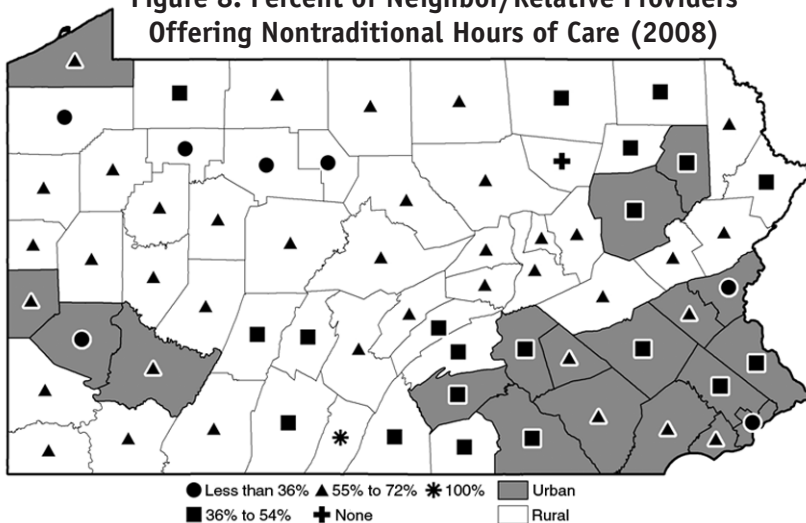 Figure 8: Percent of Neighbor/Relative Providers
Offering Nontraditional Hours of Care (2008)
Less than 36% 55% to 72% 100% Urban
36% to 54% None Rural